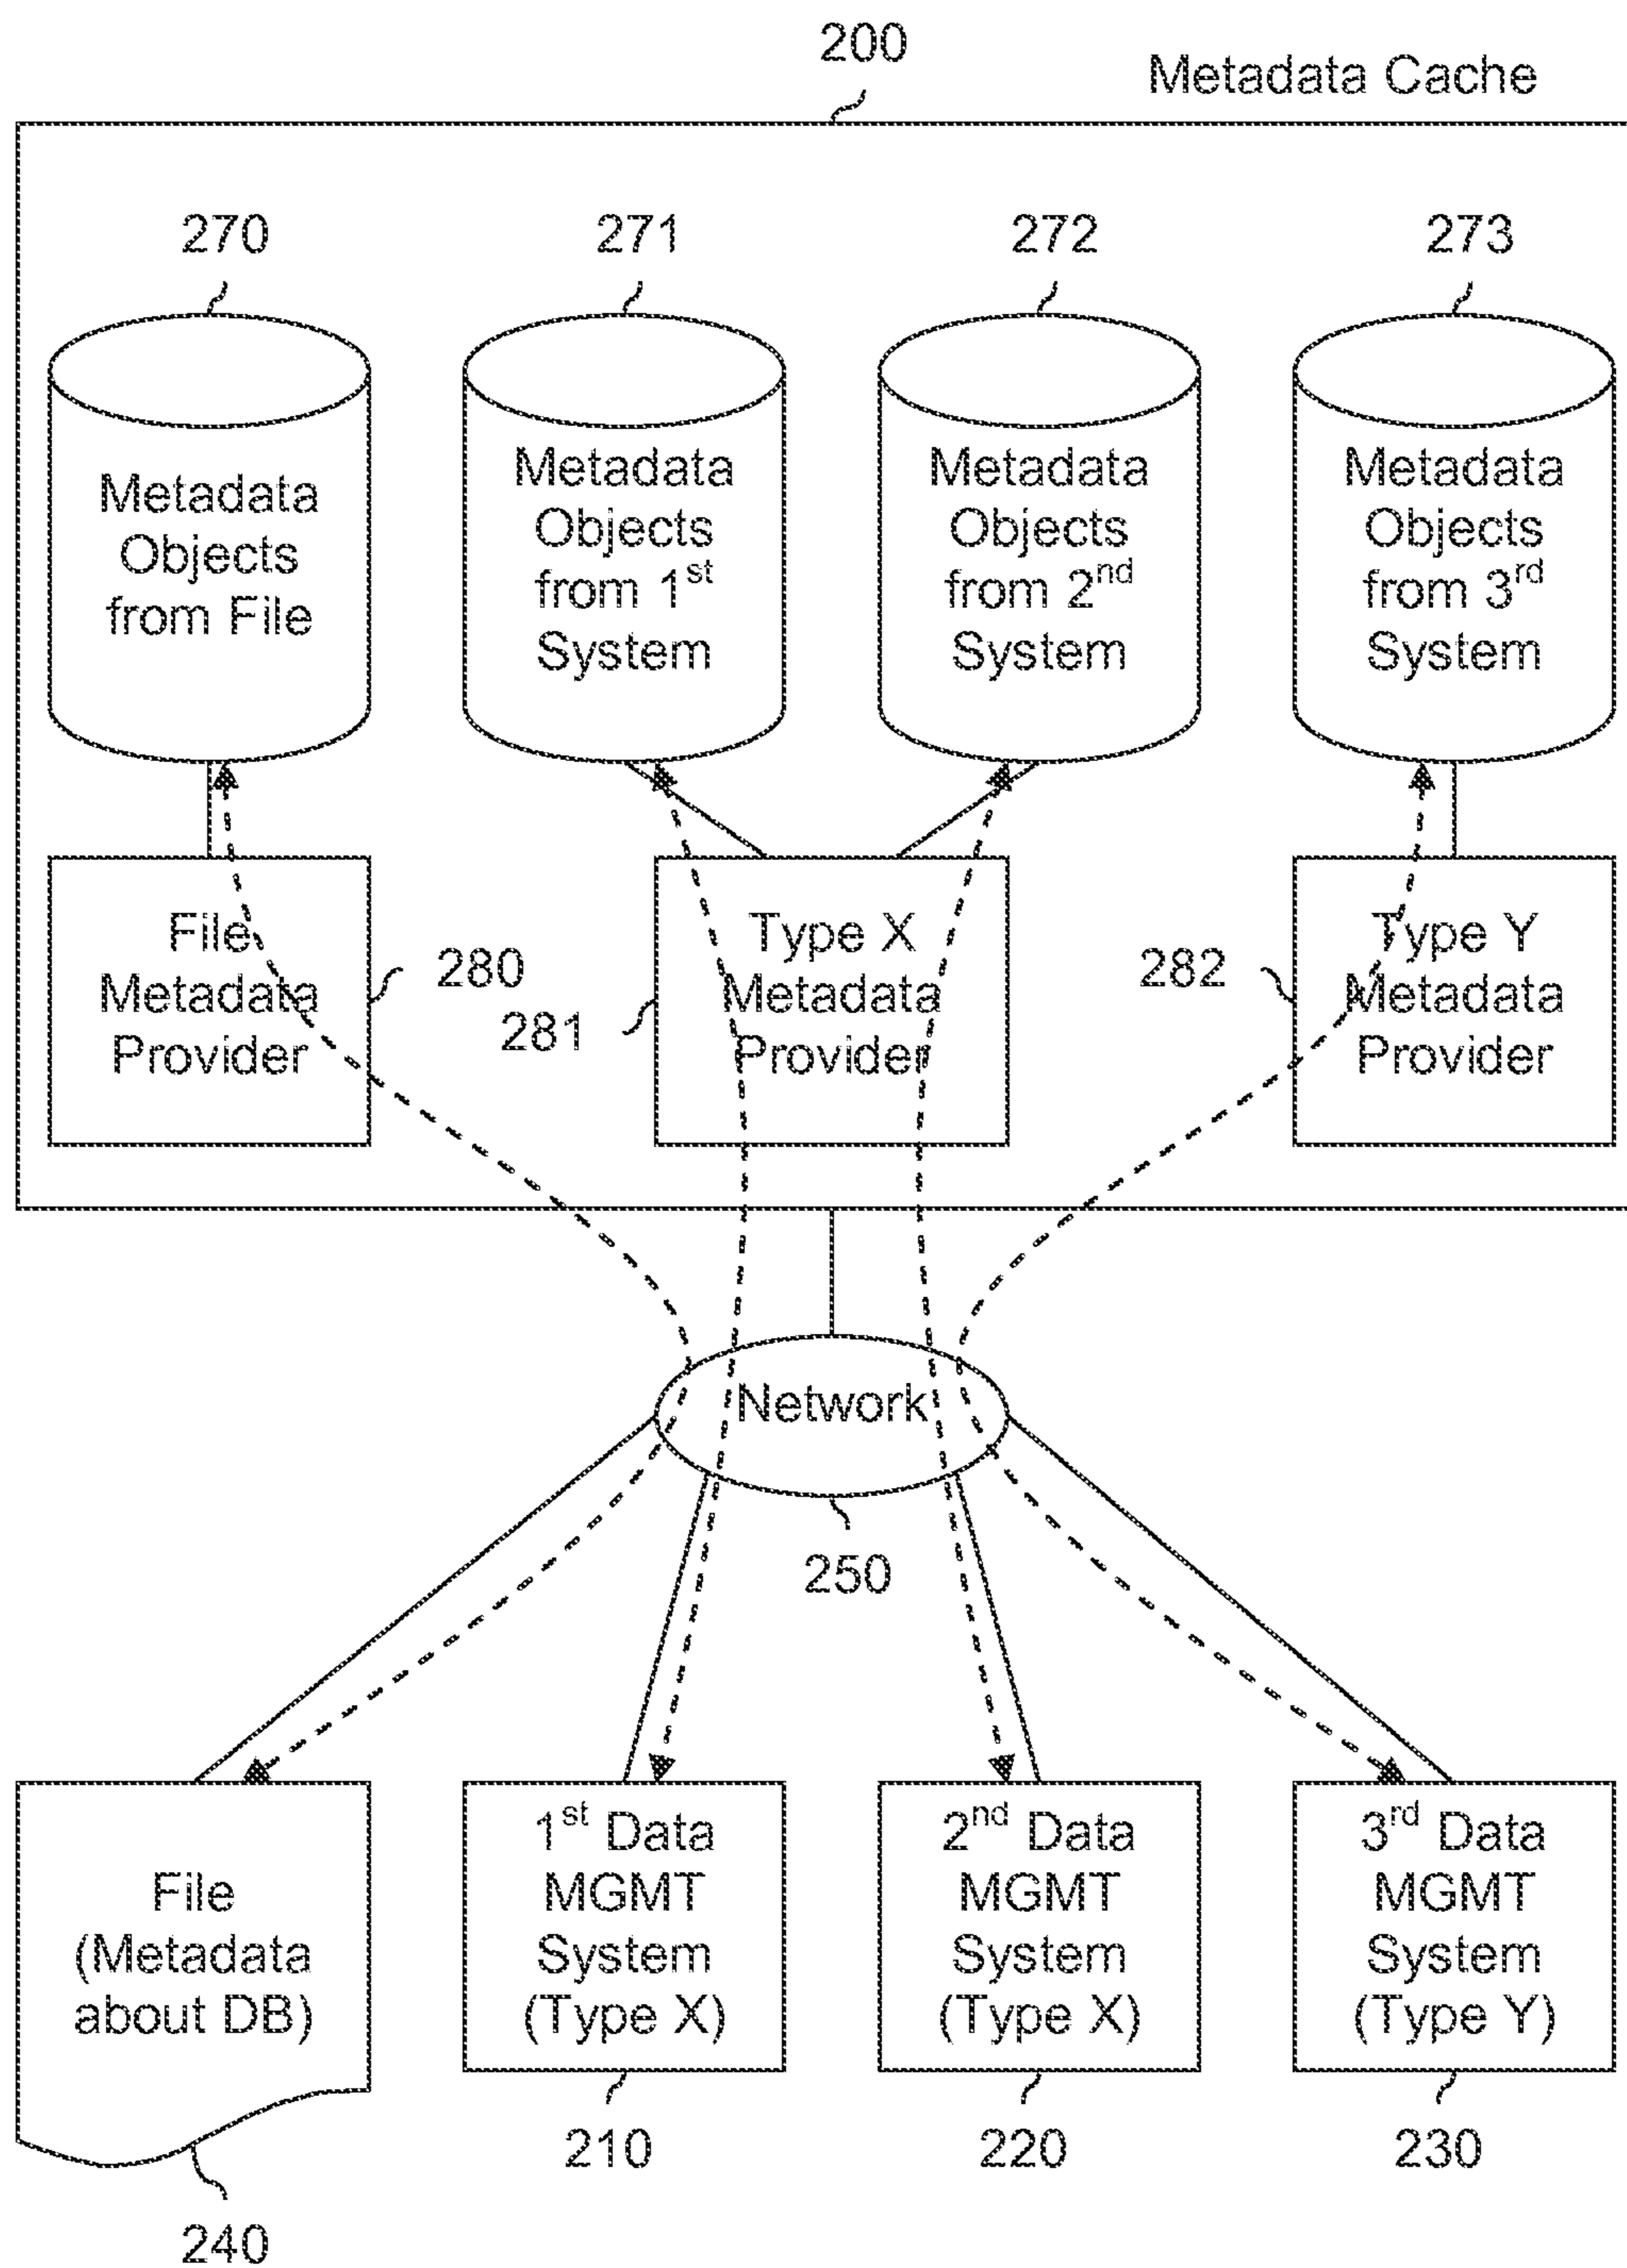 200
Metadata Cache
270
271
272
273
Metadata
Objects
from File
Metadata
Objects
from 1st
System
Metadata
Objects
from 2nd
System
Metadata
Objects
from 3rd
System
File
Metadata
Provider
280
281
Type X
Metadata
Provider
282
Type Y
Metadata
Provider
Network
250
File
(Metadata
about DB)
1st Data
MGMT
System
(Type X)
2nd Data
MGMT
System
(Type X)
3rd Data
MGMT
System
(Type Y)
210
220
230
240